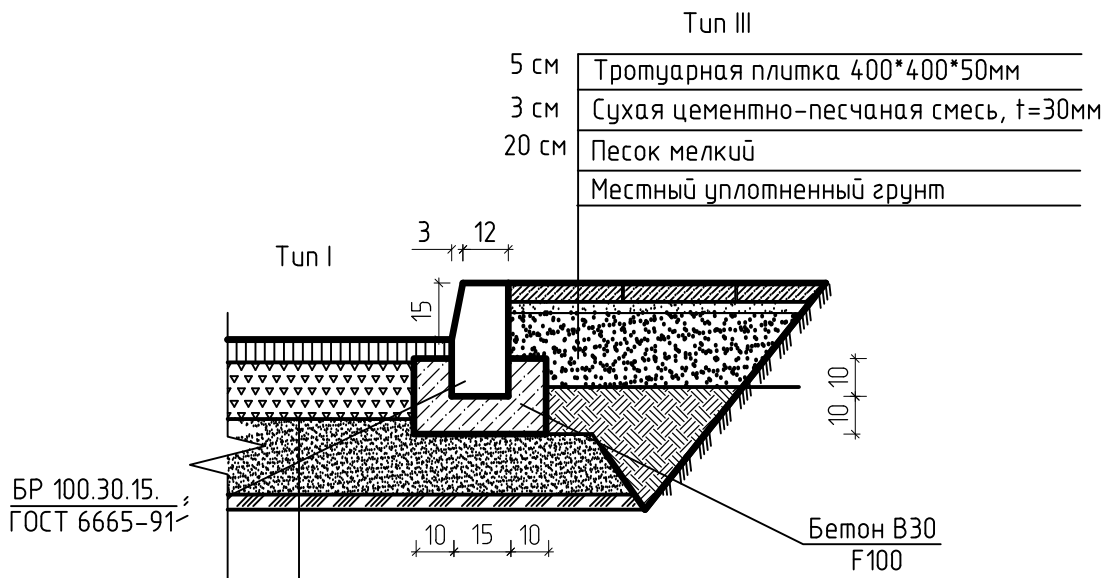 Тип III
5 см Тротуарная плитка 400*400*50мм
3 см Сухая цементно-песчаная смесь, t=30мм
20 см Песок мелкий
Местный уплотненный грунт
3 12
Тип I
15
10
10
БР 100.30.15.
ГОСТ 6665-91
10 15 10
Бетон В30
F100